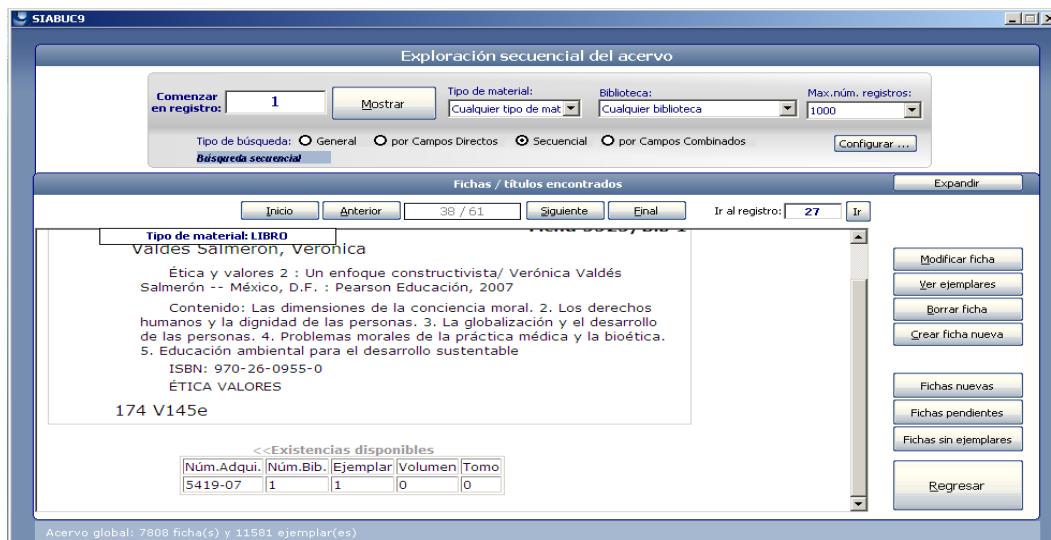 SIABUC9
Exploración secuencial del acervo
Comenzar en registro: 1 Mostrar
Tipo de material: Cualquier tipo de mat
Biblioteca: Cualquier biblioteca
Max.núm. registros: 1000
Tipo de búsqueda: General por Campos Directos Secuencial por Campos Combinados Configurar ...
Búsqueda secuencial
Fichas / títulos encontrados Expandir
Inicio Anterior 38 / 61 Siguiente Final Ir al registro: 27 Ir
Tipo de material: LIBRO
Valdés Salmerón, Verónica
Ética y valores 2 : Un enfoque constructivista/ Verónica Valdés
Salmerón -- México, D.F. : Pearson Educación, 2007
Contenido: Las dimensiones de la conciencia moral. 2. Los derechos
humanos y la dignidad de las personas. 3. La globalización y el desarrollo
de las personas. 4. Problemas morales de la práctica médica y la bioética.
5. Educación ambiental para el desarrollo sustentable
ISBN: 970-26-0955-0
ÉTICA VALORES
174 V145e
<<Existencias disponibles
Núm.Adqui. Núm.Bib. Ejemplar Volumen Tomo
5419-07 1 1 0 0
Modificar ficha
Ver ejemplares
Borrar ficha
Crear ficha nueva
Fichas nuevas
Fichas pendientes
Fichas sin ejemplares
Regresar
Acervo global: 7808 ficha(s) y 11581 ejemplar(es)